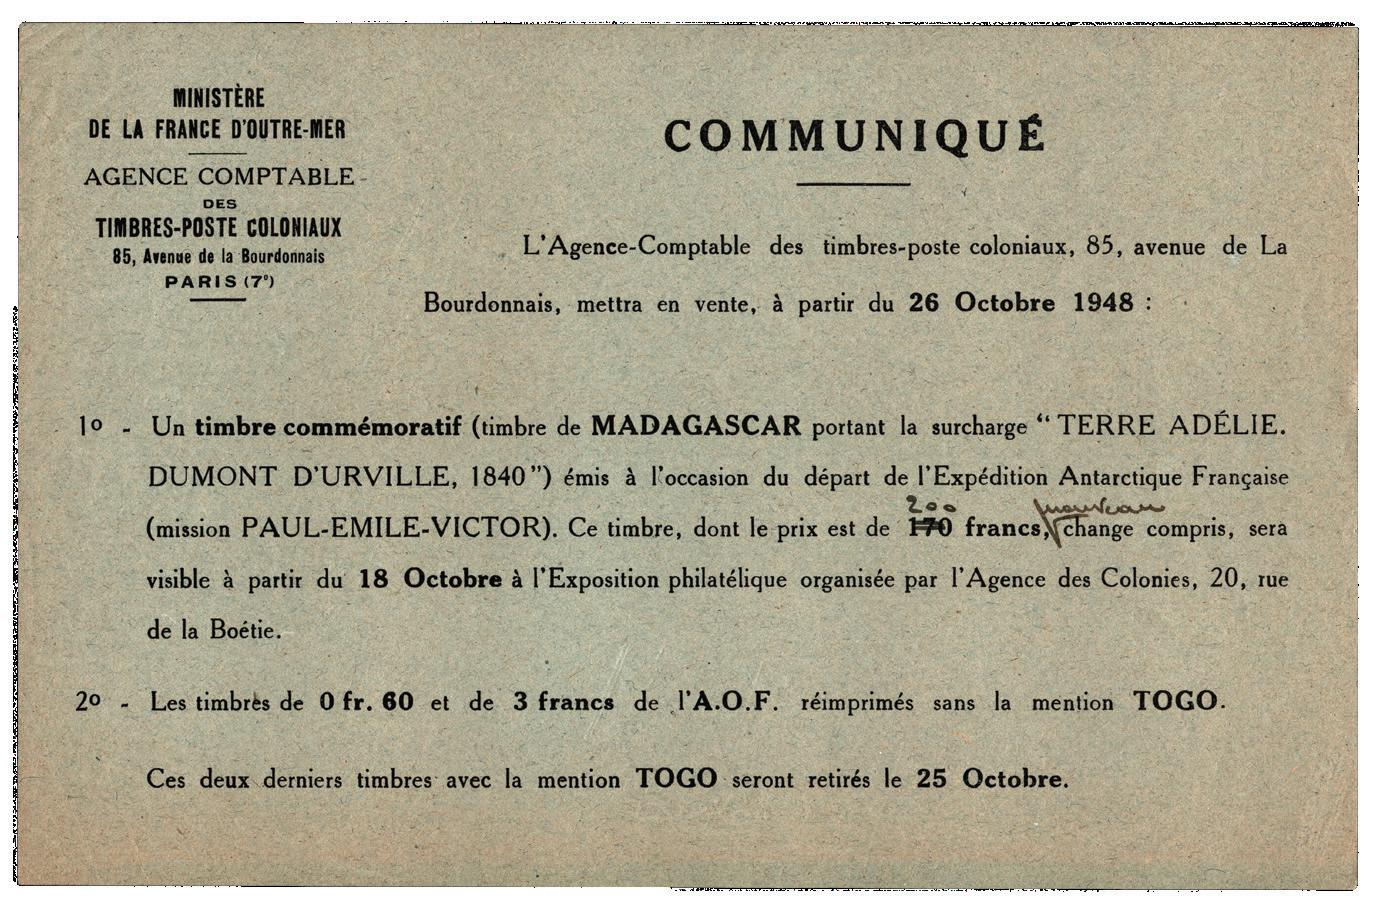 MINISTÈRE
DE LA FRANCE D'OUTRE-MER
AGENCE COMPTABLE
DES
TIMBRES-POSTE COLONIAUX
85, Avenue de la Bourdonnais
PARIS (7e)
COMMUNIQUÉ
L'Agence-Comptable des timbres-poste coloniaux, 85, avenue de La
Bourdonnais, mettra en vente, à partir du 26 Octobre 1948 :
1º - Un timbre commémoratif (timbre de MADAGASCAR portant la surcharge “ TERRE ADÉLIE.
DUMONT D'URVILLE, 1840 ”) émis à l'occasion du départ de l'Expédition Antarctique Française
200 nouveau
(mission PAUL-EMILE-VICTOR). Ce timbre, dont le prix est de 170 francs, change compris, sera
visible à partir du 18 Octobre à l'Exposition philatélique organisée par l'Agence des Colonies, 20, rue
de la Boétie.
2º - Les timbrès de 0 fr. 60 et de 3 francs de l'A.O.F. réimprimés sans la mention TOGO.
Ces deux derniers timbres avec la mention TOGO seront retirés le 25 Octobre.